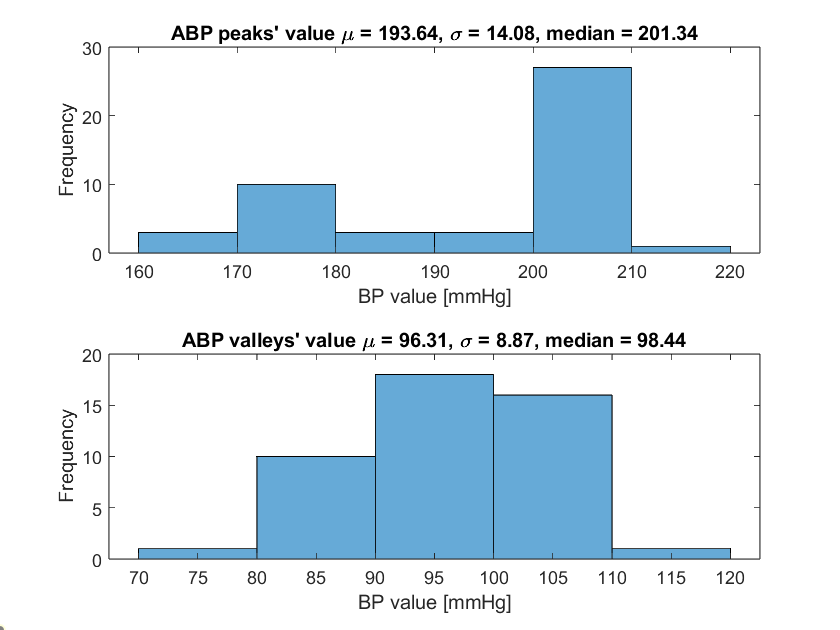 ABP peaks' value μ = 193.64, σ = 14.08, median = 201.34
30
20
10
0
Frequency
160 170 180 190 200 210 220
BP value [mmHg]
ABP valleys' value μ = 96.31, σ = 8.87, median = 98.44
20
15
10
5
0
Frequency
70 75 80 85 90 95 100 105 110 115 120
BP value [mmHg]